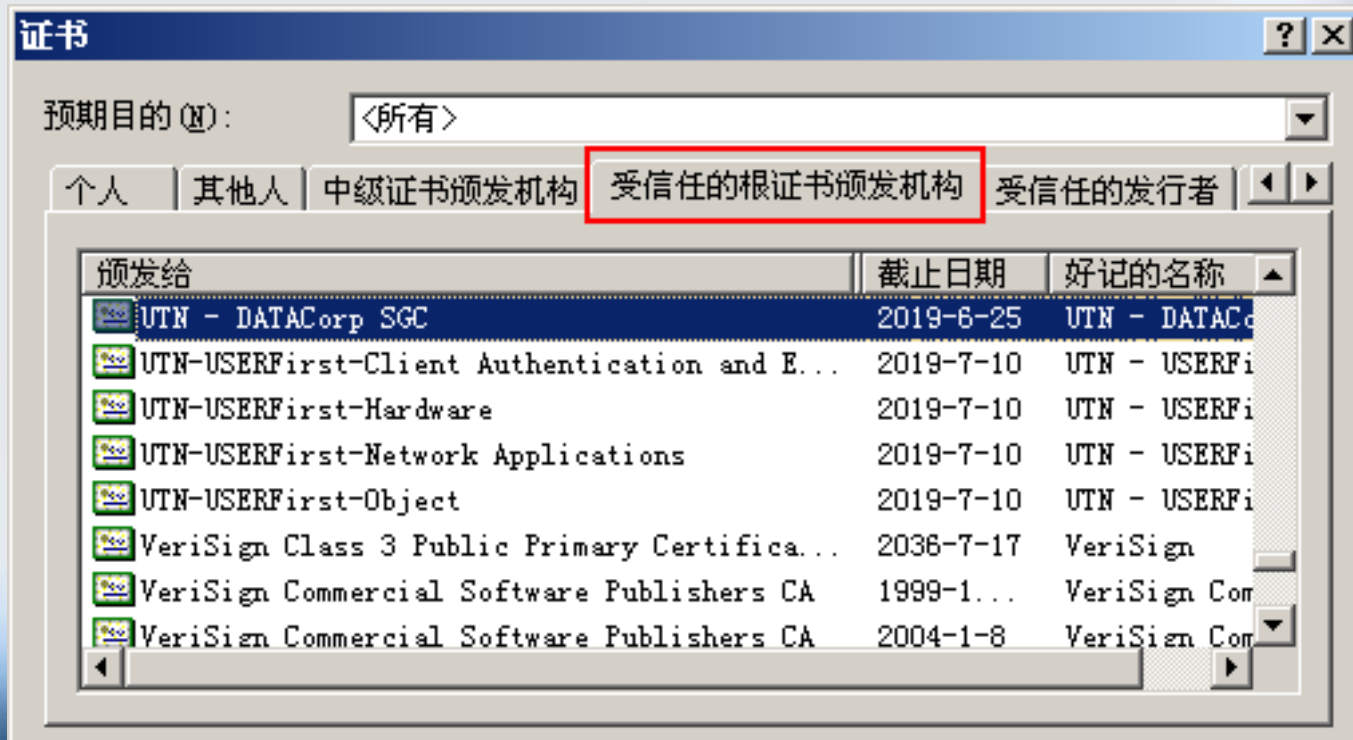 证书
预期目的(N): <所有>
个人 其他人 中级证书颁发机构 受信任的根证书颁发机构 受信任的发行者
颁发给 截止日期 好记的名称
UTN - DATACorp SGC 2019-6-25 UTN - DATACo
UTN-USERFirst-Client Authentication and E... 2019-7-10 UTN - USERFi
UTN-USERFirst-Hardware 2019-7-10 UTN - USERFi
UTN-USERFirst-Network Applications 2019-7-10 UTN - USERFi
UTN-USERFirst-Object 2019-7-10 UTN - USERFi
VeriSign Class 3 Public Primary Certifica... 2036-7-17 VeriSign
VeriSign Commercial Software Publishers CA 1999-1... VeriSign Com
VeriSign Commercial Software Publishers CA 2004-1-8 VeriSign Com